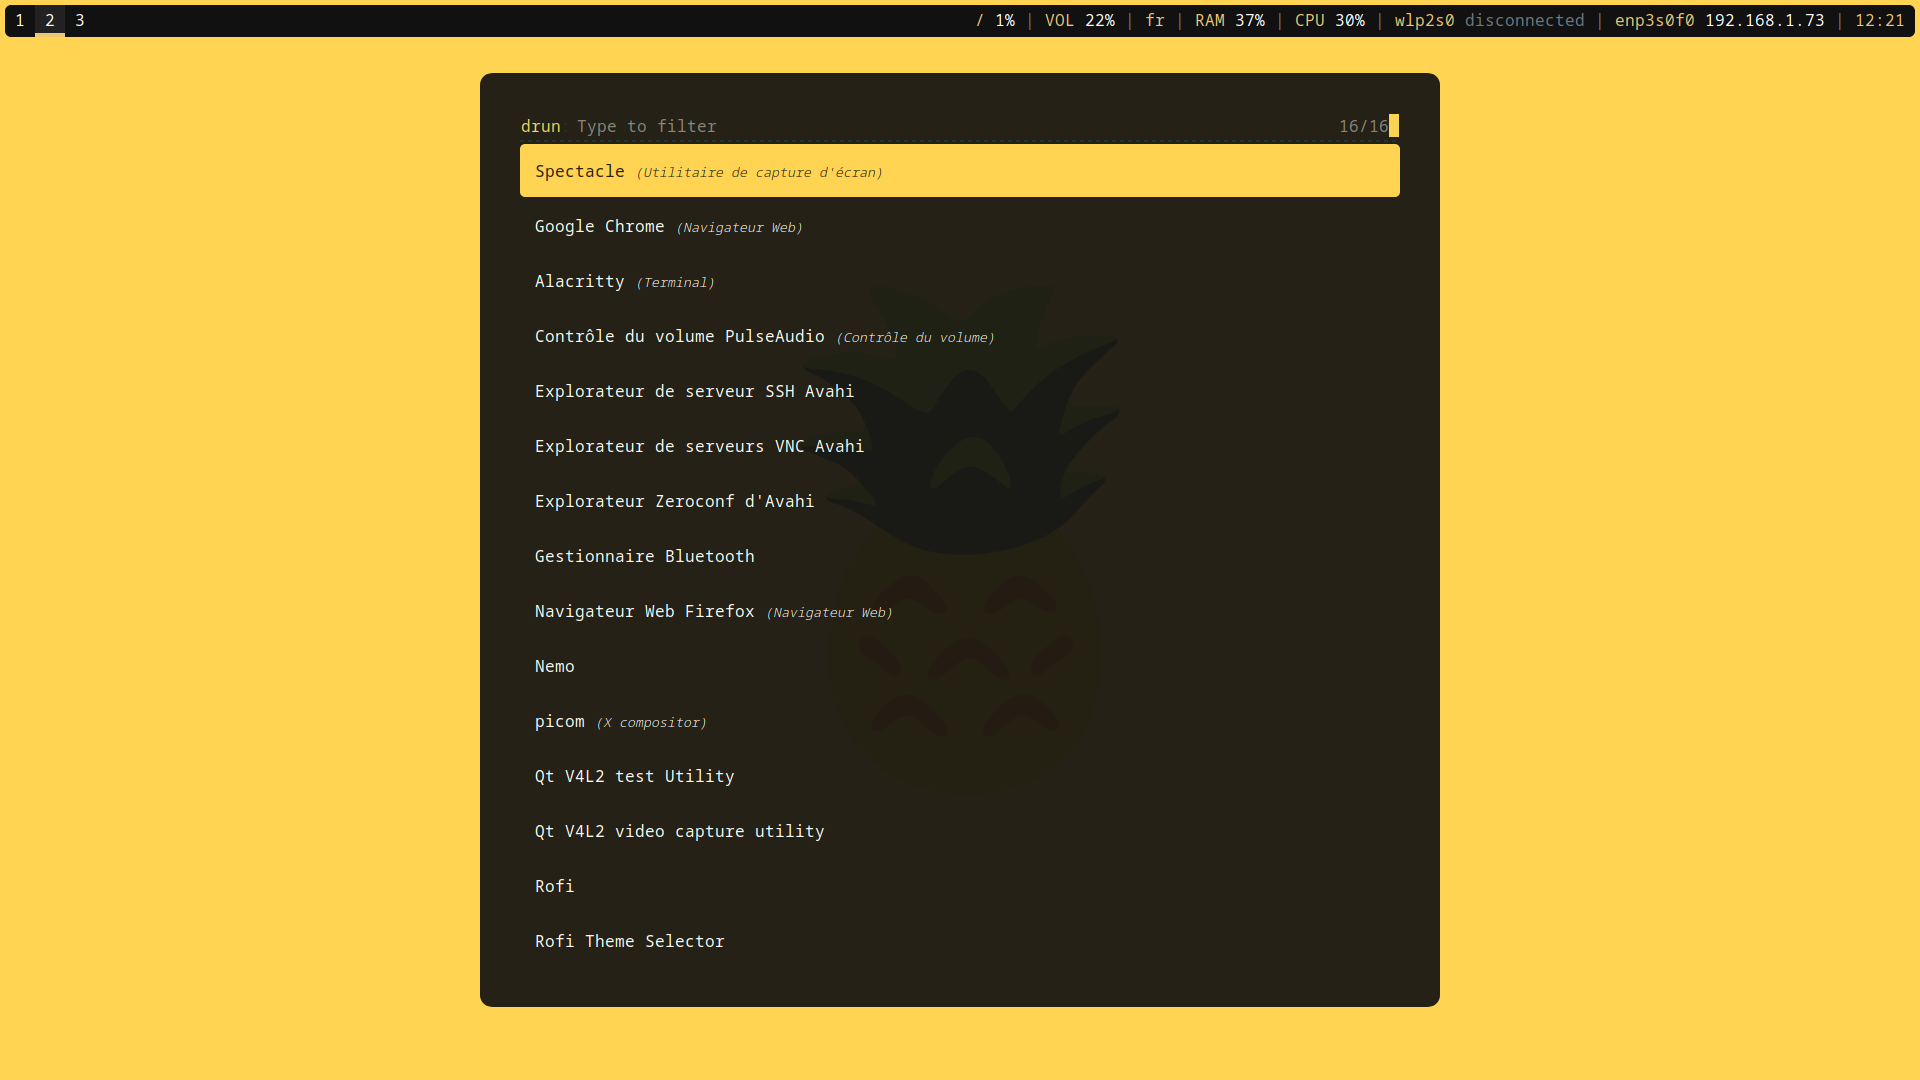 1 2 3 / 1% | VOL 22% | fr | RAM 37% | CPU 30% | wlp2s0 disconnected | enp3s0f0 192.168.1.73 | 12:21
drun: Type to filter 16/16
Spectacle (Utilitaire de capture d'écran)
Google Chrome (Navigateur Web)
Alacritty (Terminal)
Contrôle du volume PulseAudio (Contrôle du volume)
Explorateur de serveur SSH Avahi
Explorateur de serveurs VNC Avahi
Explorateur Zeroconf d'Avahi
Gestionnaire Bluetooth
Navigateur Web Firefox (Navigateur Web)
Nemo
picom (X compositor)
Qt V4L2 test Utility
Qt V4L2 video capture utility
Rofi
Rofi Theme Selector